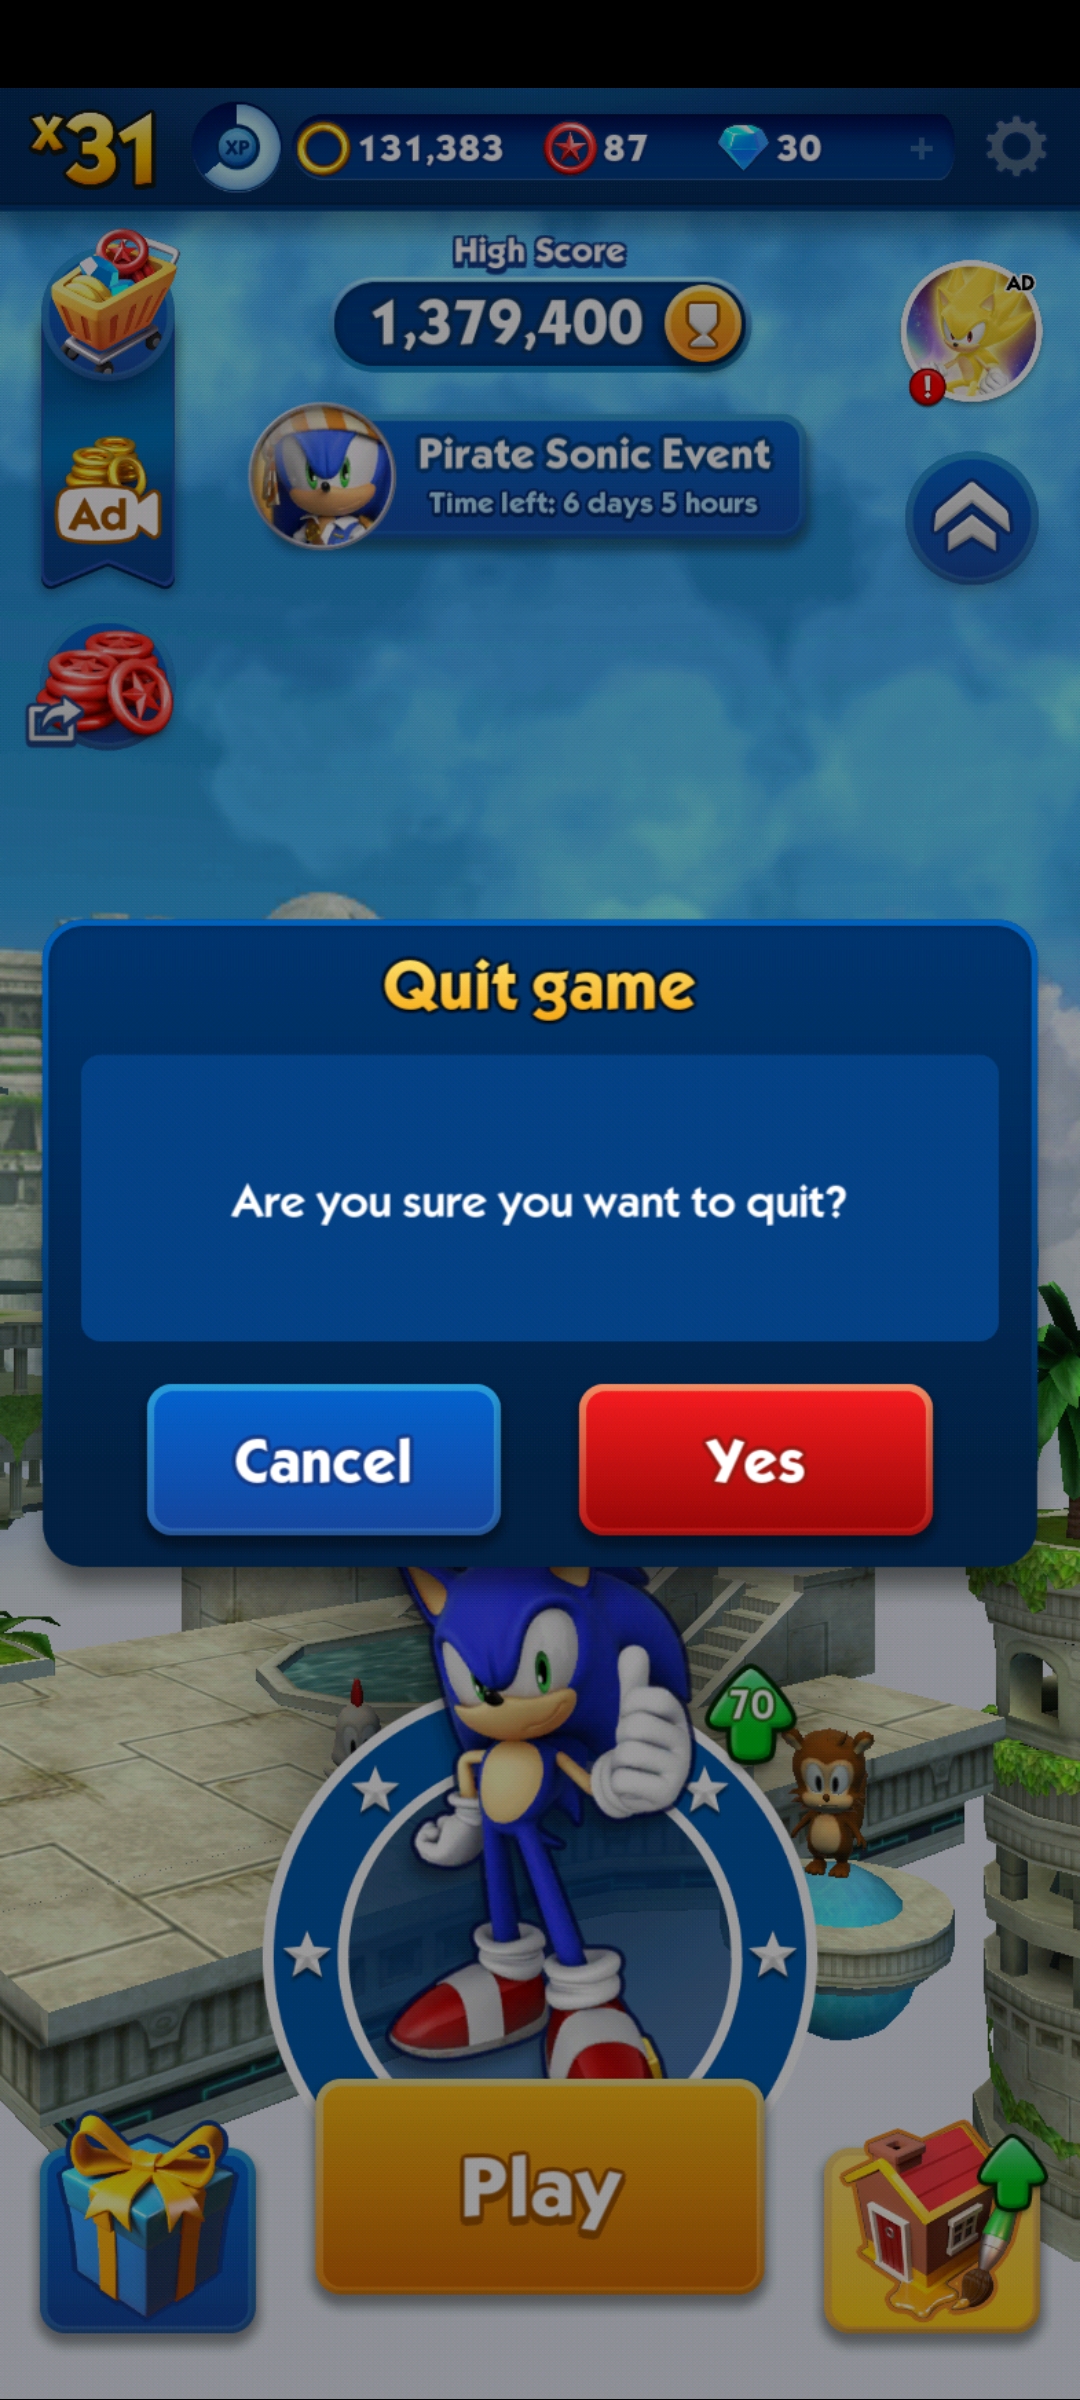 x31
XP
131,383
87
30
+
High Score
1,379,400
AD
!
Pirate Sonic Event
Time left: 6 days 5 hours
Ad
Quit game
Are you sure you want to quit?
Cancel
Yes
70
Play